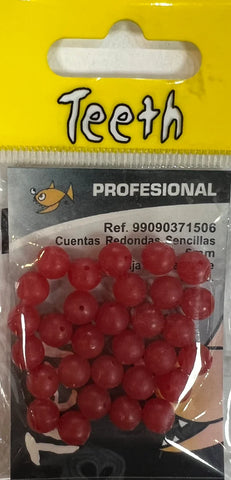 Teeth
PROFESIONAL
Ref. 99090371506
Cuentas Redondas Sencillas